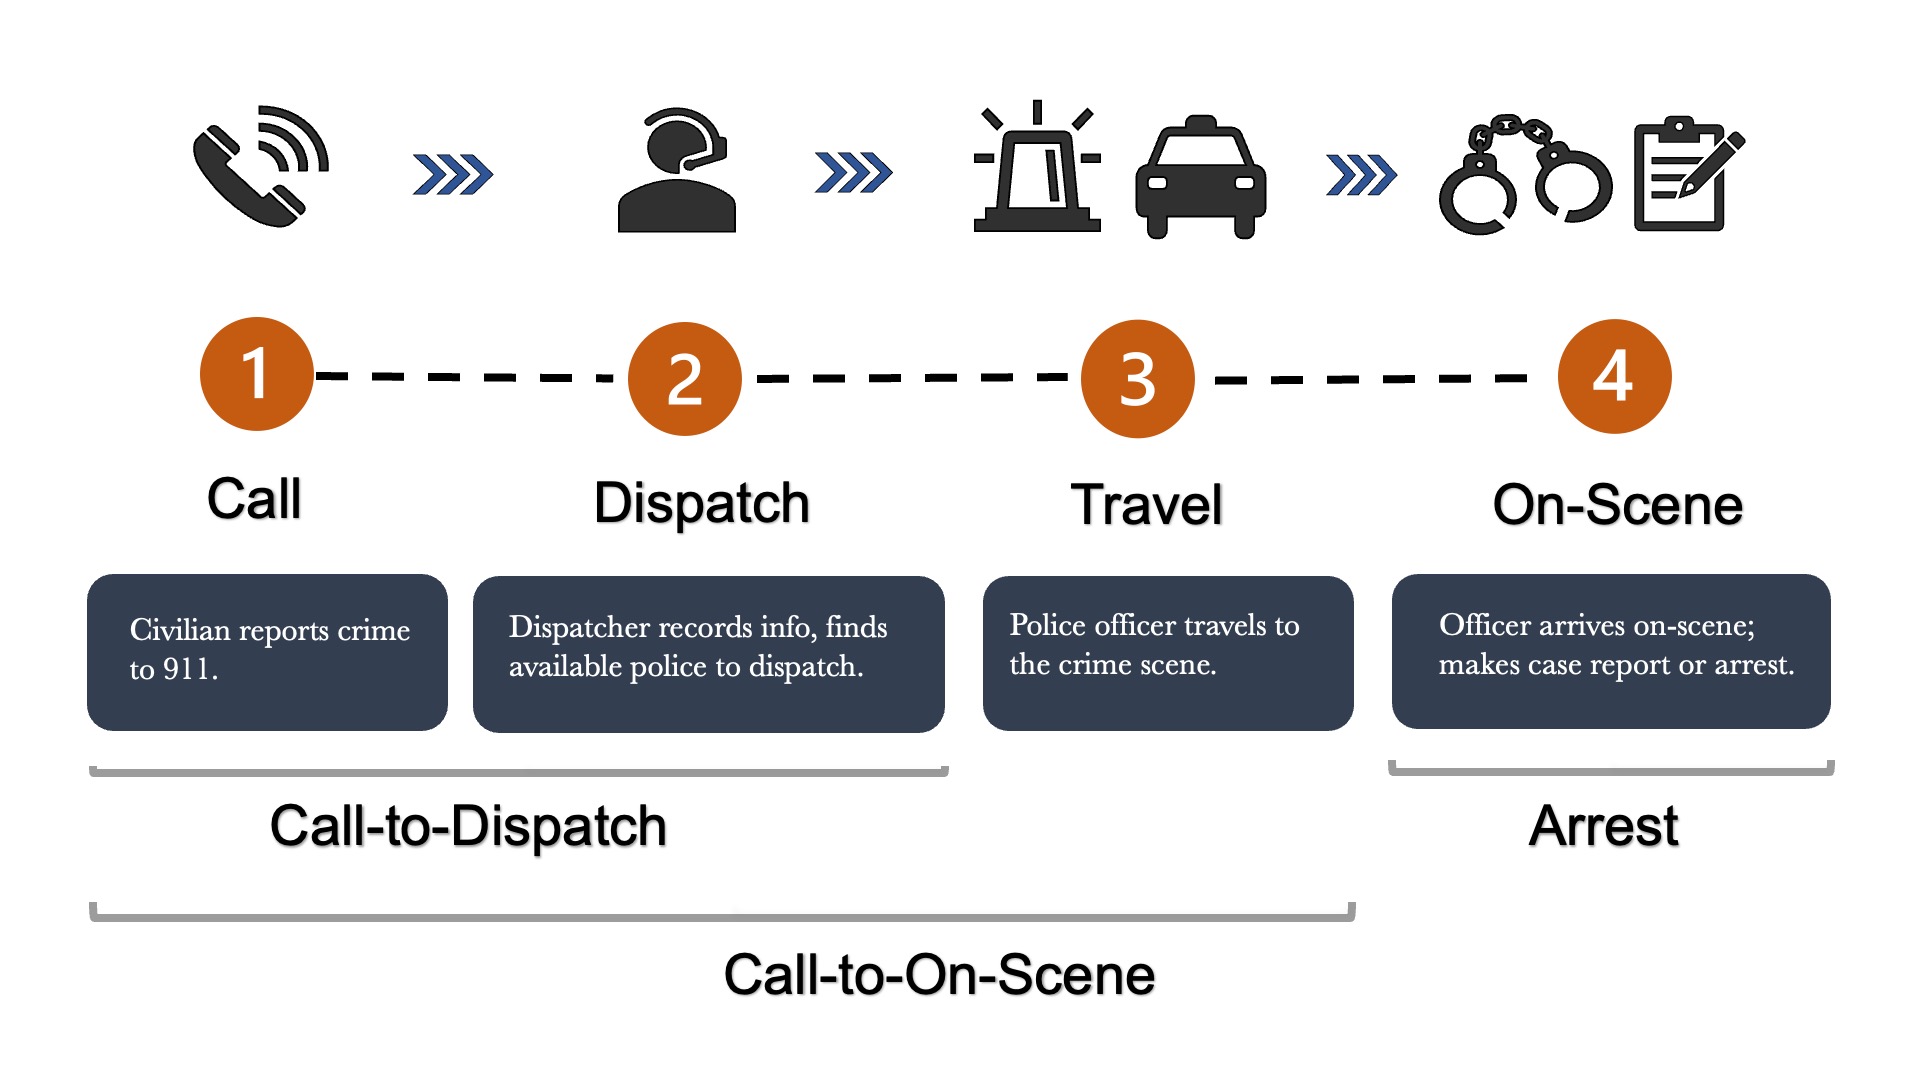 1
2
3
4
Call
Dispatch
Travel
On-Scene
Civilian reports crime
to 911.
Dispatcher records info, finds
available police to dispatch.
Police officer travels to
the crime scene.
Officer arrives on-scene;
makes case report or arrest.
Call-to-Dispatch
Arrest
Call-to-On-Scene